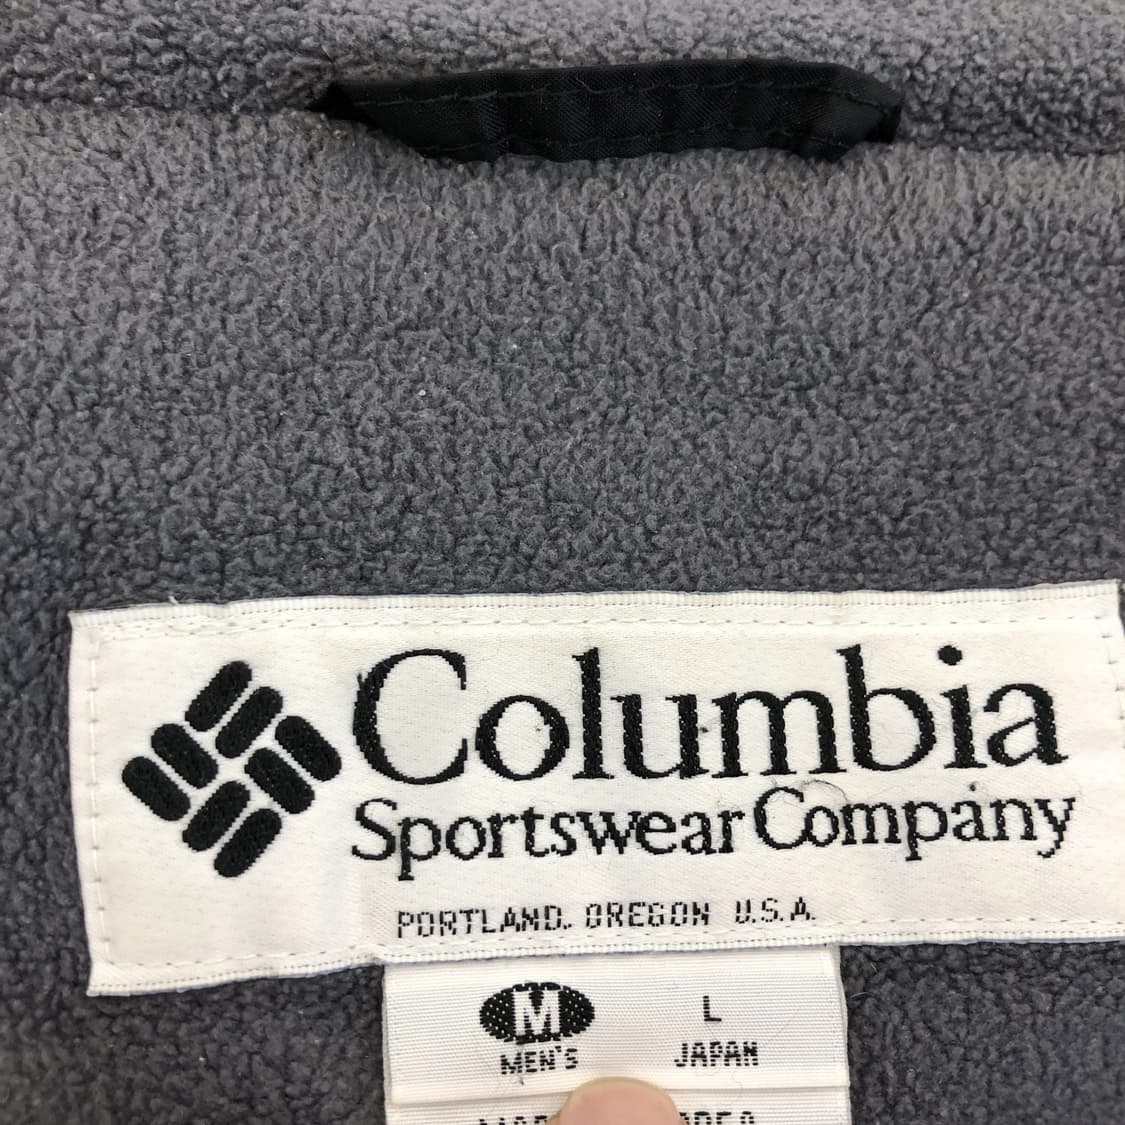 Columbia
Sportswear Company
PORTLAND. OREGON U.S.A.
M L
MEN'S JAPAN